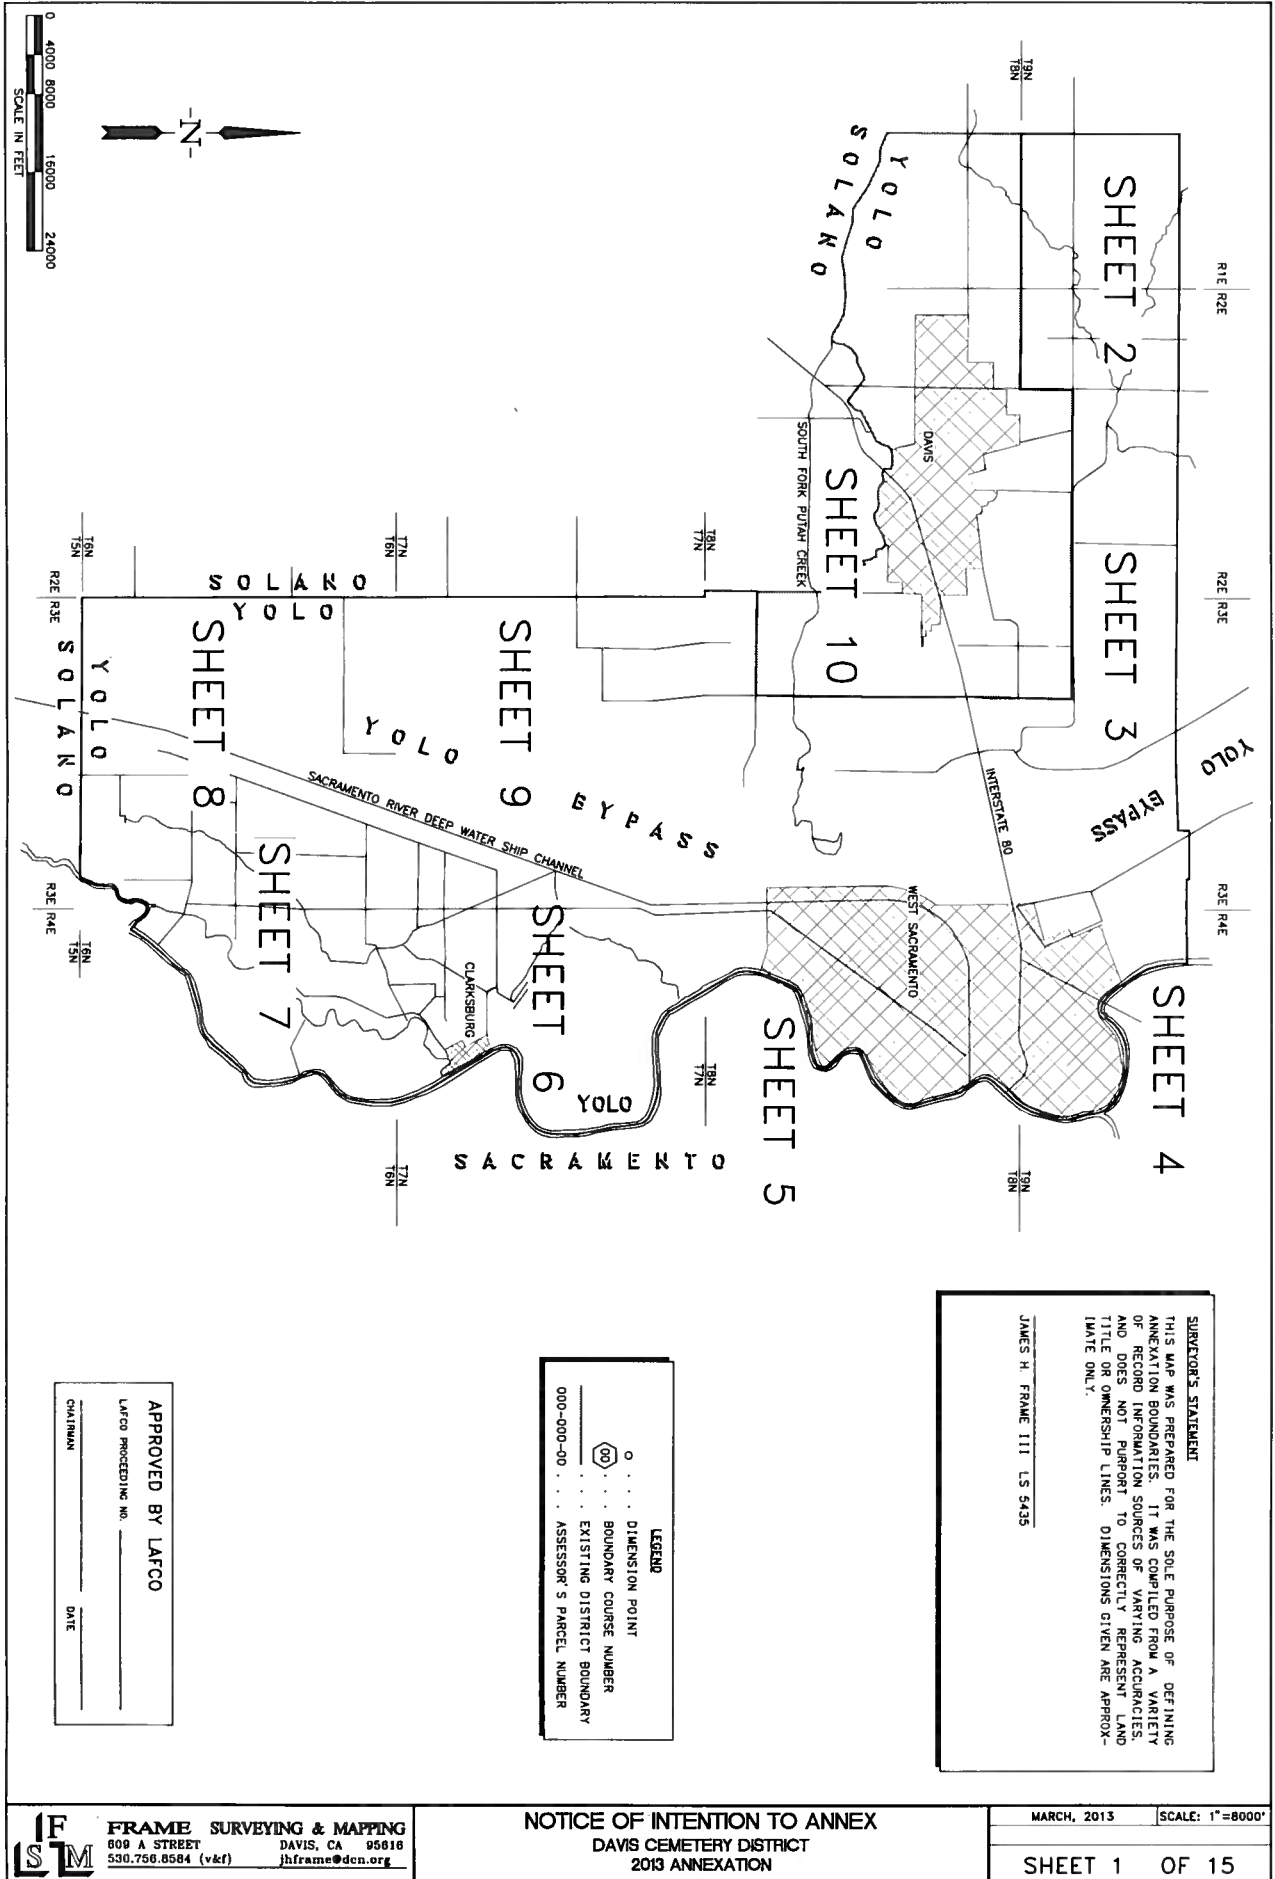 0 4000 8000 16000 24000
SCALE IN FEET
-N-
T9N
T8N
R1E R2E
R2E R3E
R3E R4E
SHEET 2
SHEET 3
SHEET 4
SHEET 5
SHEET 6
SHEET 7
SHEET 8
SHEET 9
SHEET 10
YOLO
SOLANO
DAVIS
SOUTH FORK PUTAH CREEK
INTERSTATE 80
YOLO
BYPASS
WEST SACRAMENTO
T8N
T7N
T7N
T6N
T6N
T5N
R2E R3E
SOLANO
YOLO
YOLO
SOLANO
YOLO
BYPASS
SACRAMENTO RIVER DEEP WATER SHIP CHANNEL
CLARKSBURG
R3E R4E
T6N
T5N
T7N
T6N
T8N
T7N
T9N
T8N
YOLO
SACRAMENTO
SURVEYOR'S STATEMENT
THIS MAP WAS PREPARED FOR THE SOLE PURPOSE OF DEFINING
ANNEXATION BOUNDARIES. IT WAS COMPILED FROM A VARIETY
OF RECORD INFORMATION SOURCES OF VARYING ACCURACIES,
AND DOES NOT PURPORT TO CORRECTLY REPRESENT LAND
TITLE OR OWNERSHIP LINES. DIMENSIONS GIVEN ARE APPROX-
IMATE ONLY.
JAMES H. FRAME III LS 5435
LEGEND
o . . . DIMENSION POINT
00 . . . BOUNDARY COURSE NUMBER
. . . EXISTING DISTRICT BOUNDARY
000-000-00 . . . ASSESSOR'S PARCEL NUMBER
APPROVED BY LAFCO
LAFCO PROCEEDING NO.
CHAIRMAN DATE
FSM
FRAME SURVEYING & MAPPING
609 A STREET DAVIS, CA 95616
530.756.8584 (v&f) jhframe@dcn.org
NOTICE OF INTENTION TO ANNEX
DAVIS CEMETERY DISTRICT
2013 ANNEXATION
MARCH, 2013 SCALE: 1"=8000'
SHEET 1 OF 15